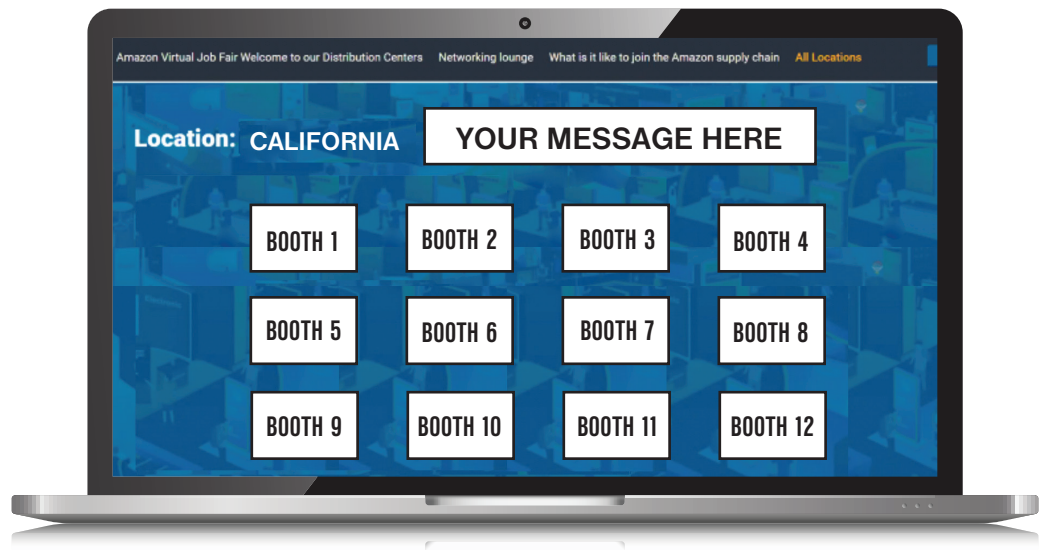 Amazon Virtual Job Fair Welcome to our Distribution Centers Networking lounge What is it like to join the Amazon supply chain All Locations
Location: CALIFORNIA YOUR MESSAGE HERE
BOOTH 1 BOOTH 2 BOOTH 3 BOOTH 4
BOOTH 5 BOOTH 6 BOOTH 7 BOOTH 8
BOOTH 9 BOOTH 10 BOOTH 11 BOOTH 12